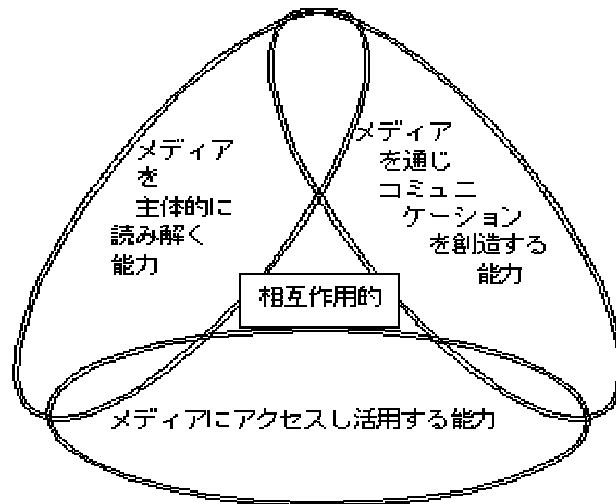 メディア
を
主体的に
読み解く
能力
メディア
を通じ
コミュニ
ケーション
を創造する
能力
相互作用的
メディアにアクセスし活用する能力